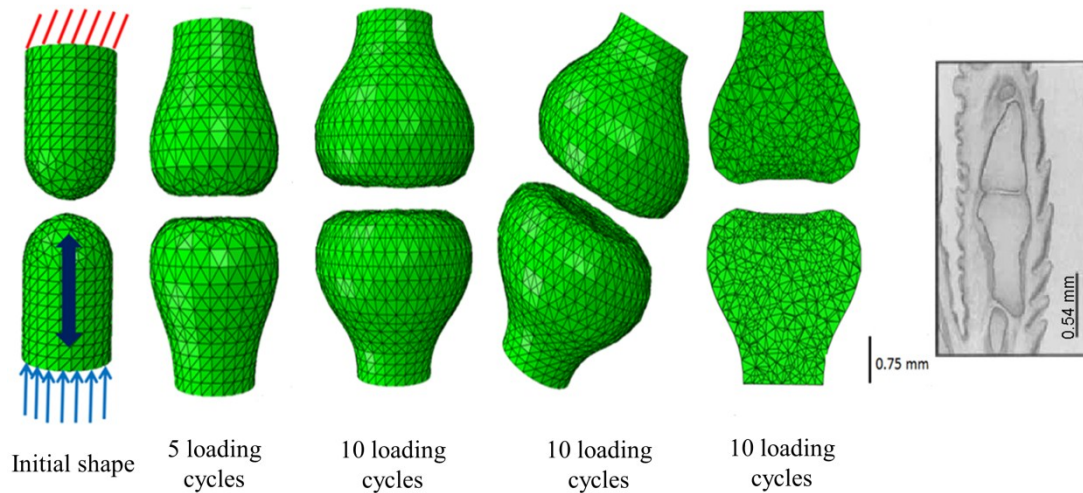 Initial shape
5 loading
cycles
10 loading
cycles
10 loading
cycles
10 loading
cycles
0.75 mm
0.54 mm